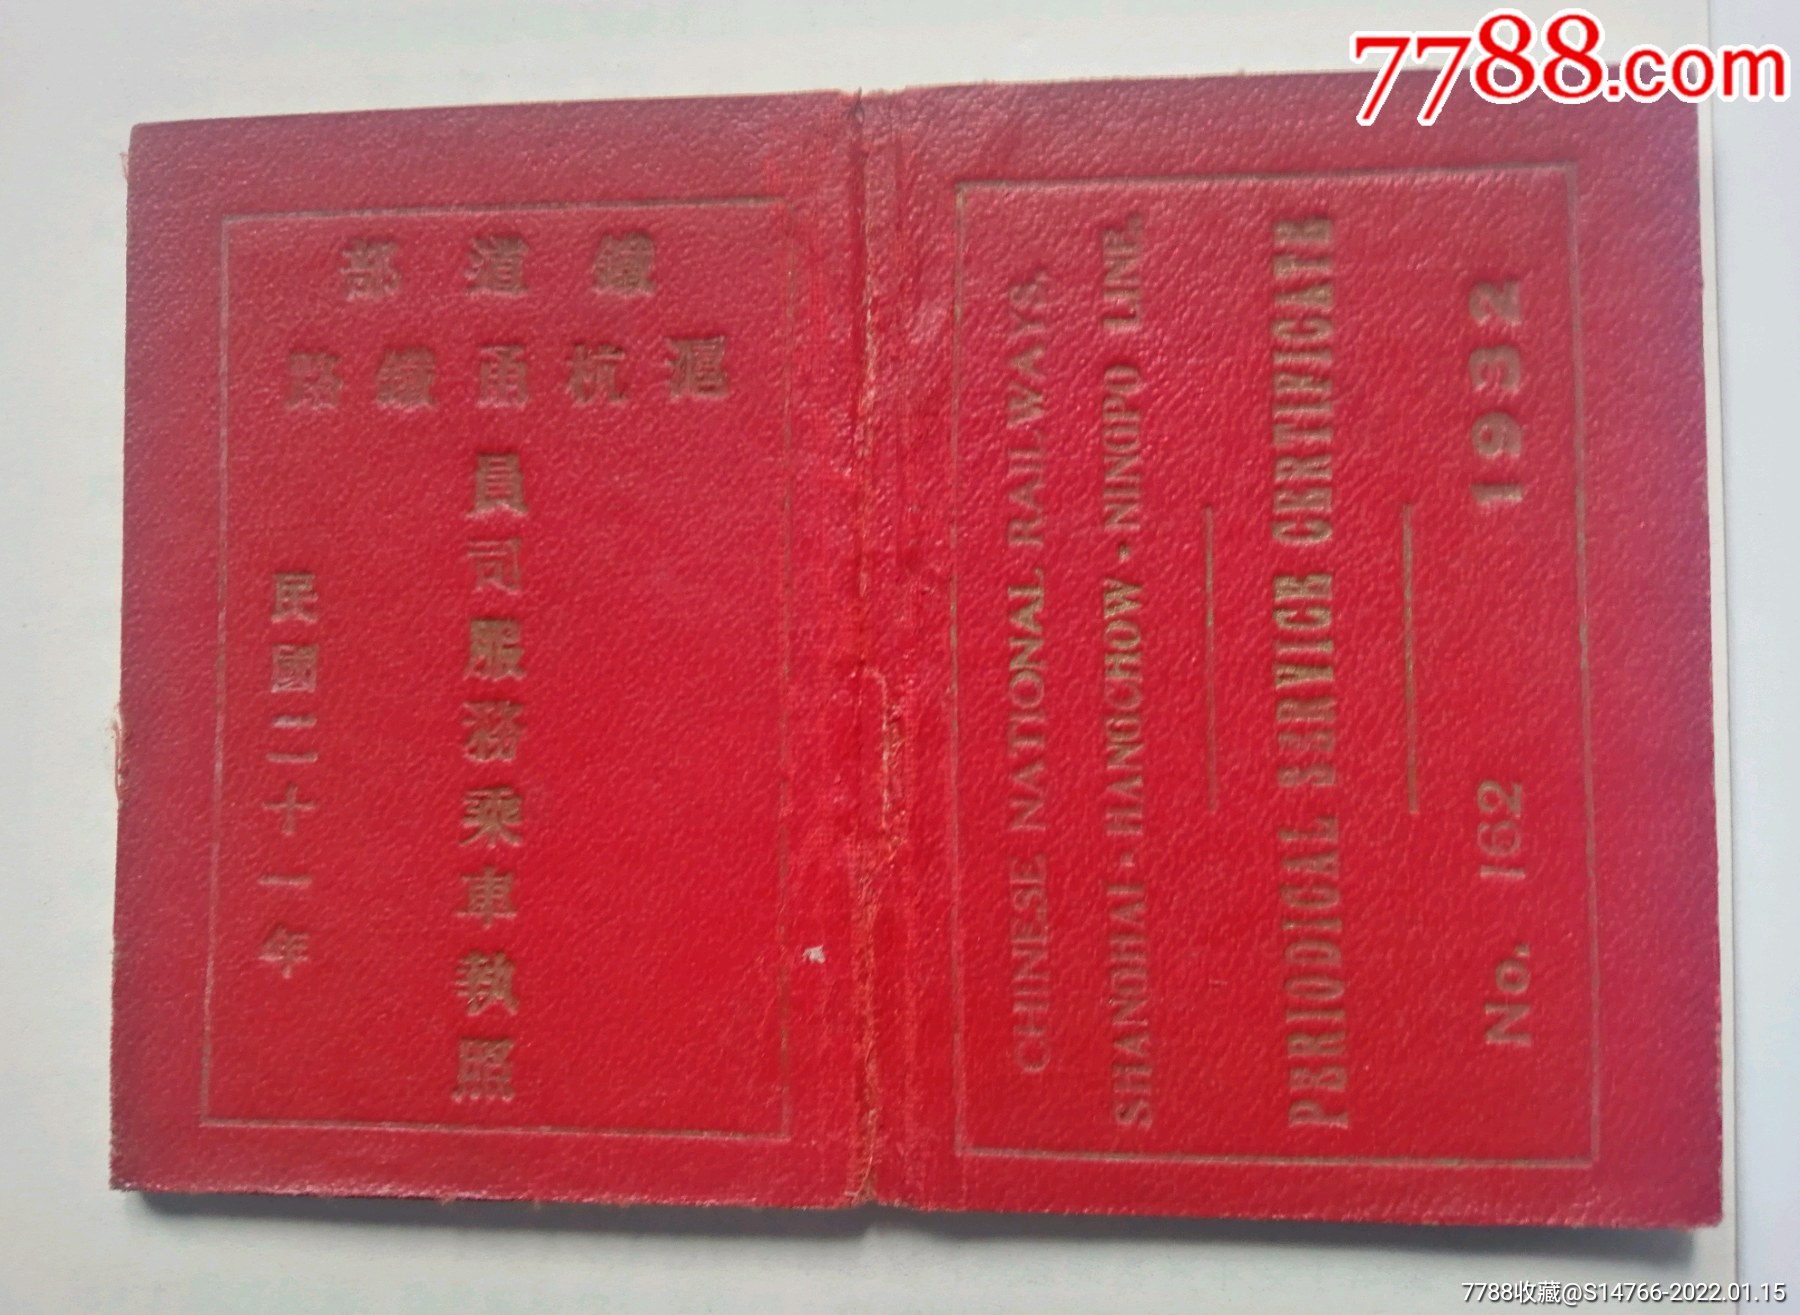 鐵道部
滬杭甬鐵路
員司服務乘車執照
民國二十一年
CHINESE NATIONAL RAILWAYS.
SHANGHAI-HANGCHOW-NINGPO LINE.
PERIODICAL SERVICE CERTIFICATE
No. 162 1932
7788.com
7788收藏@S14766-2022.01.15